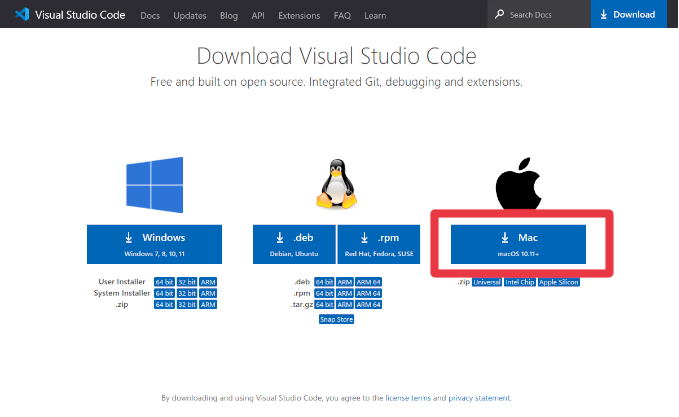 Visual Studio Code Docs Updates Blog API Extensions FAQ Learn Search Docs Download
Download Visual Studio Code
Free and built on open source. Integrated Git, debugging and extensions.
Windows
Windows 7, 8, 10, 11
User Installer 64 bit 32 bit ARM
System Installer 64 bit 32 bit ARM
.zip 64 bit 32 bit ARM
.deb
Debian, Ubuntu
.rpm
Red Hat, Fedora, SUSE
.deb 64 bit ARM ARM 64
.rpm 64 bit ARM ARM 64
.tar.gz 64 bit ARM ARM 64
Snap Store
Mac
macOS 10.11+
.zip Universal Intel Chip Apple Silicon
By downloading and using Visual Studio Code, you agree to the license terms and privacy statement.